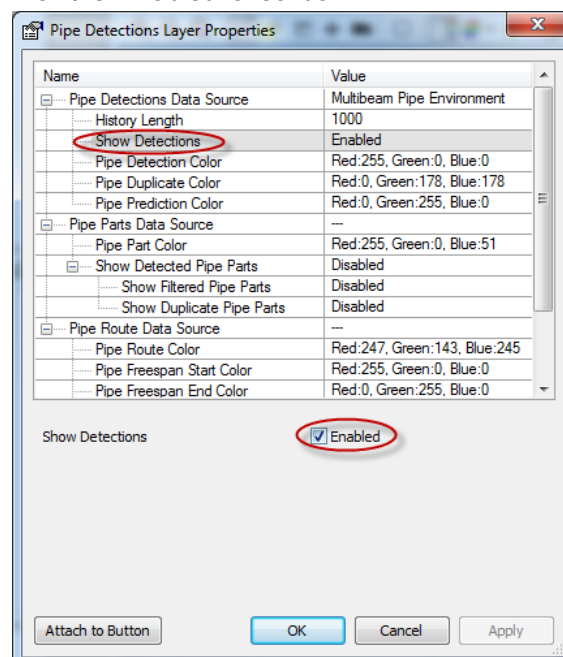 Pipe Detections Layer Properties
Name Value
Pipe Detections Data Source Multibeam Pipe Environment
History Length 1000
Show Detections Enabled
Pipe Detection Color Red:255, Green:0, Blue:0
Pipe Duplicate Color Red:0, Green:178, Blue:178
Pipe Prediction Color Red:0, Green:255, Blue:0
Pipe Parts Data Source ---
Pipe Part Color Red:255, Green:0, Blue:51
Show Detected Pipe Parts Disabled
Show Filtered Pipe Parts Disabled
Show Duplicate Pipe Parts Disabled
Pipe Route Data Source ---
Pipe Route Color Red:247, Green:143, Blue:245
Pipe Freespan Start Color Red:255, Green:0, Blue:0
Pipe Freespan End Color Red:0, Green:255, Blue:0
Show Detections Enabled
Attach to Button OK Cancel Apply